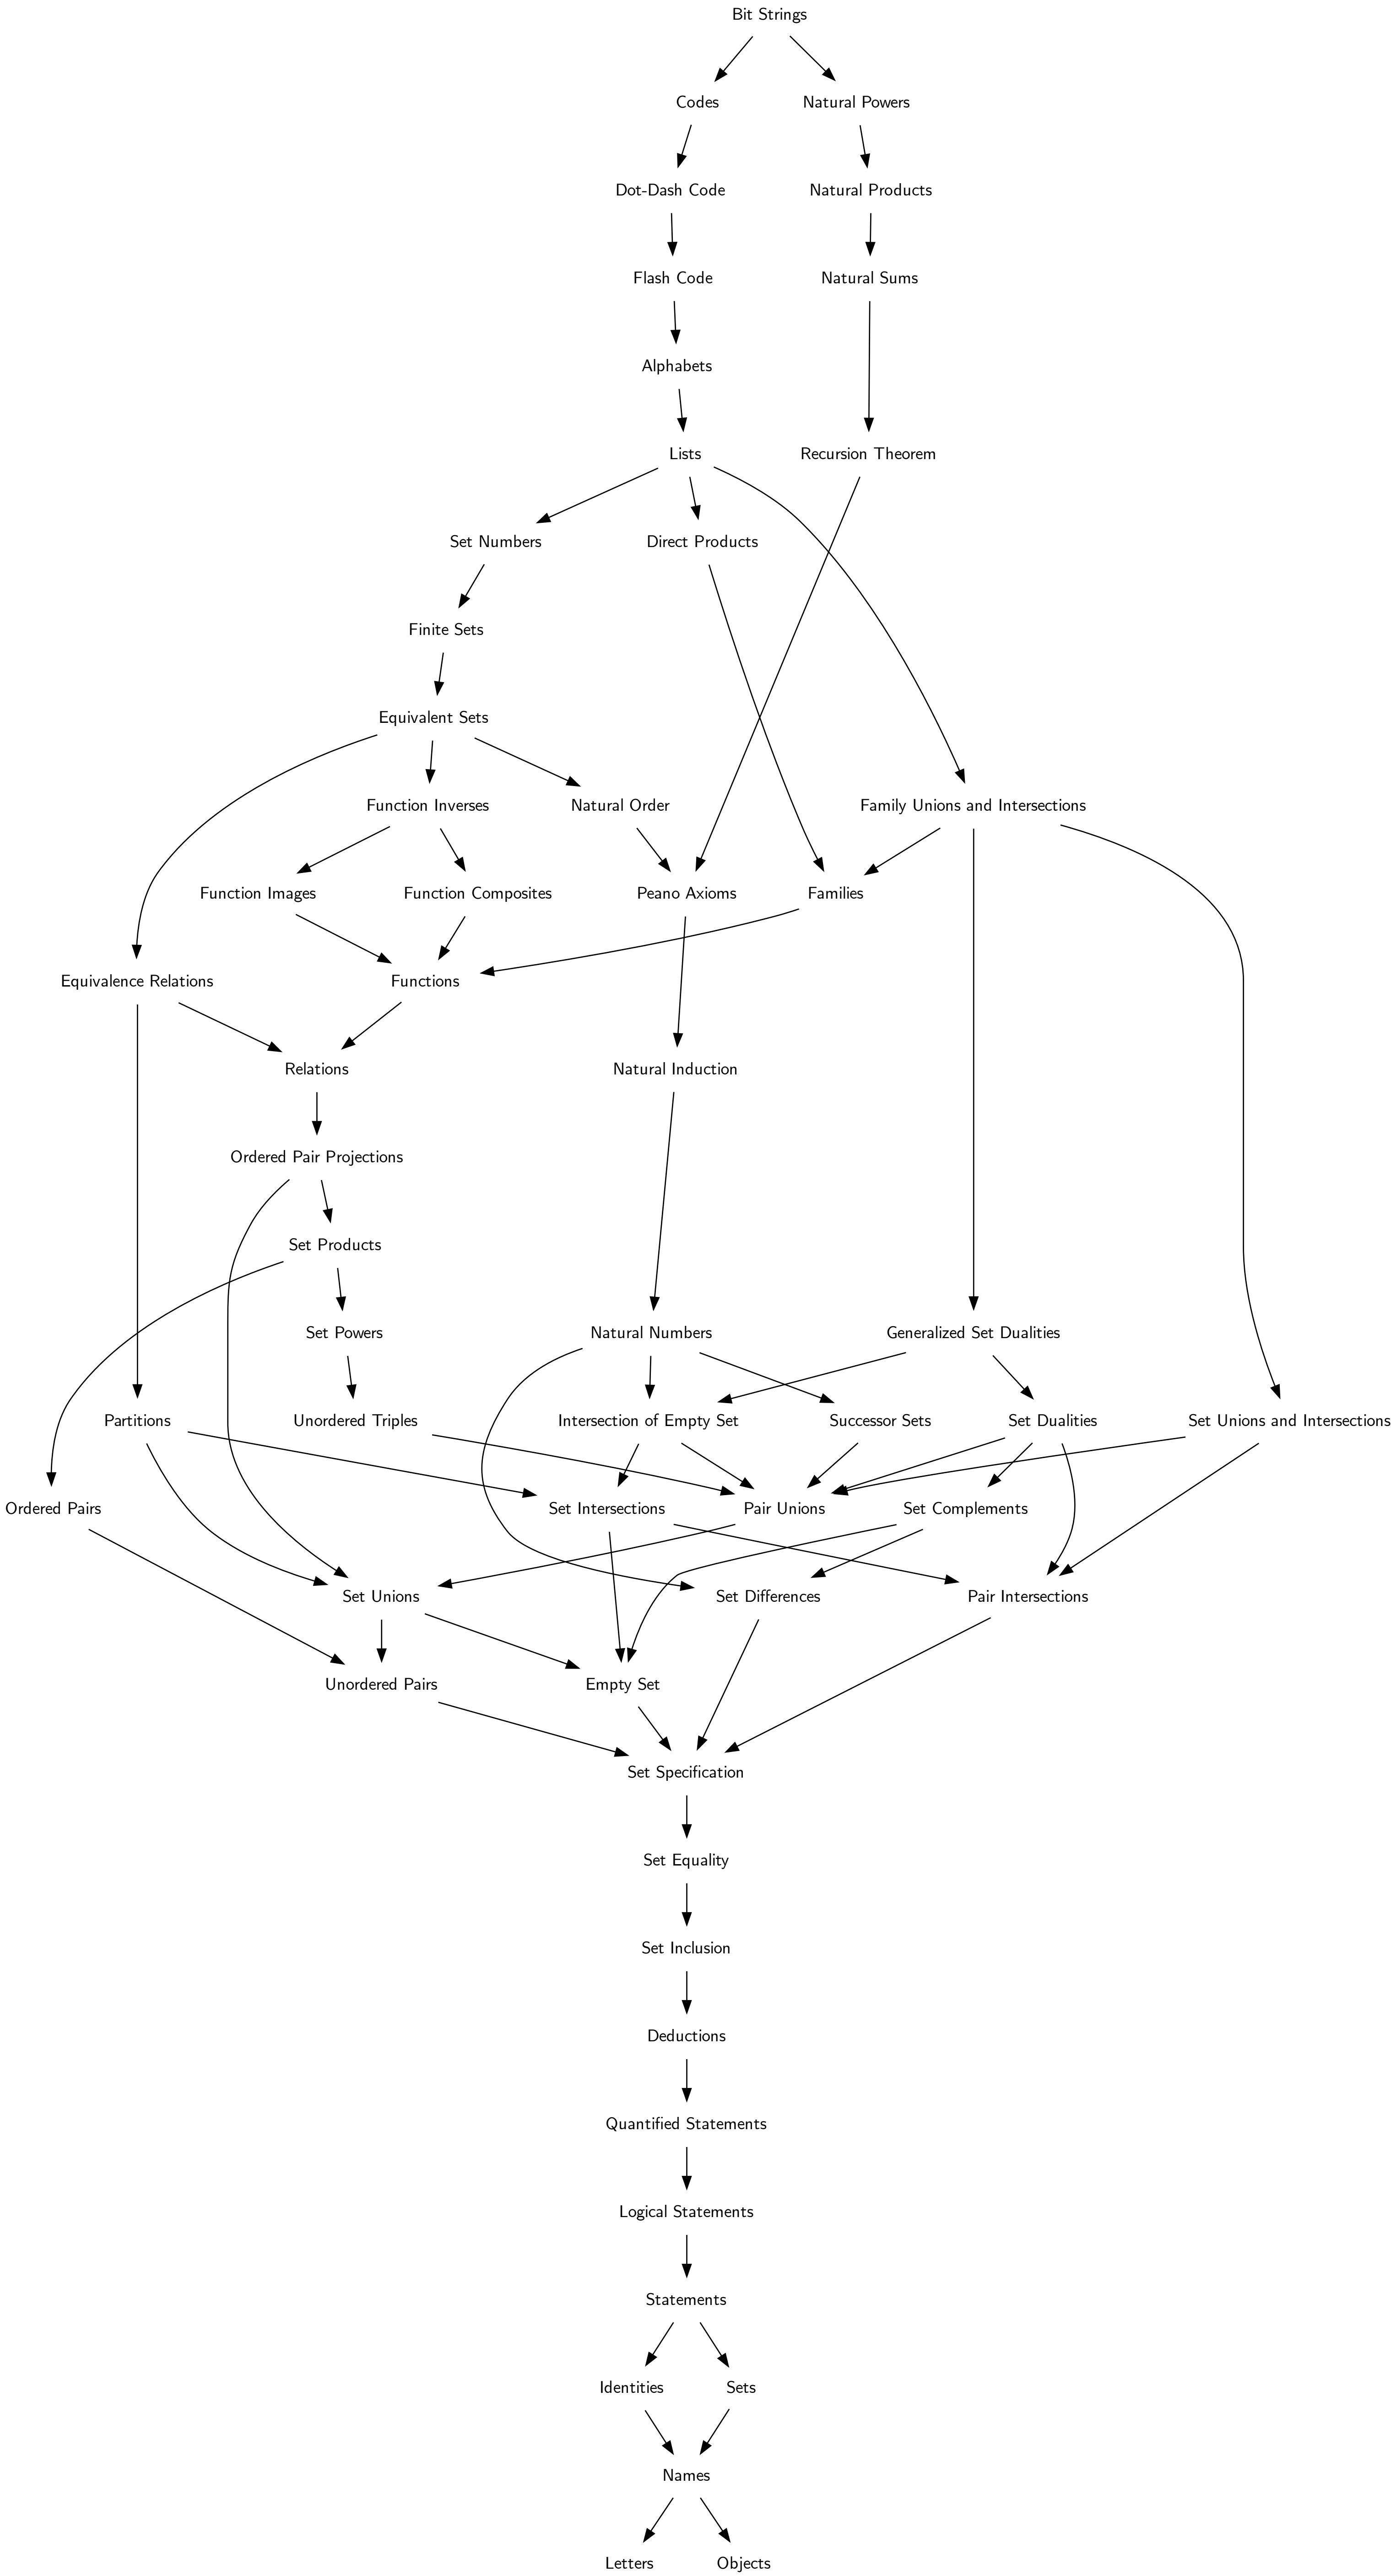 Bit Strings
Codes
Natural Powers
Dot-Dash Code
Natural Products
Flash Code
Natural Sums
Alphabets
Lists
Recursion Theorem
Set Numbers
Direct Products
Finite Sets
Equivalent Sets
Function Inverses
Natural Order
Family Unions and Intersections
Function Images
Function Composites
Peano Axioms
Families
Equivalence Relations
Functions
Relations
Natural Induction
Ordered Pair Projections
Set Products
Set Powers
Natural Numbers
Generalized Set Dualities
Partitions
Unordered Triples
Intersection of Empty Set
Successor Sets
Set Dualities
Set Unions and Intersections
Ordered Pairs
Set Intersections
Pair Unions
Set Complements
Set Unions
Set Differences
Pair Intersections
Unordered Pairs
Empty Set
Set Specification
Set Equality
Set Inclusion
Deductions
Quantified Statements
Logical Statements
Statements
Identities
Sets
Names
Letters
Objects